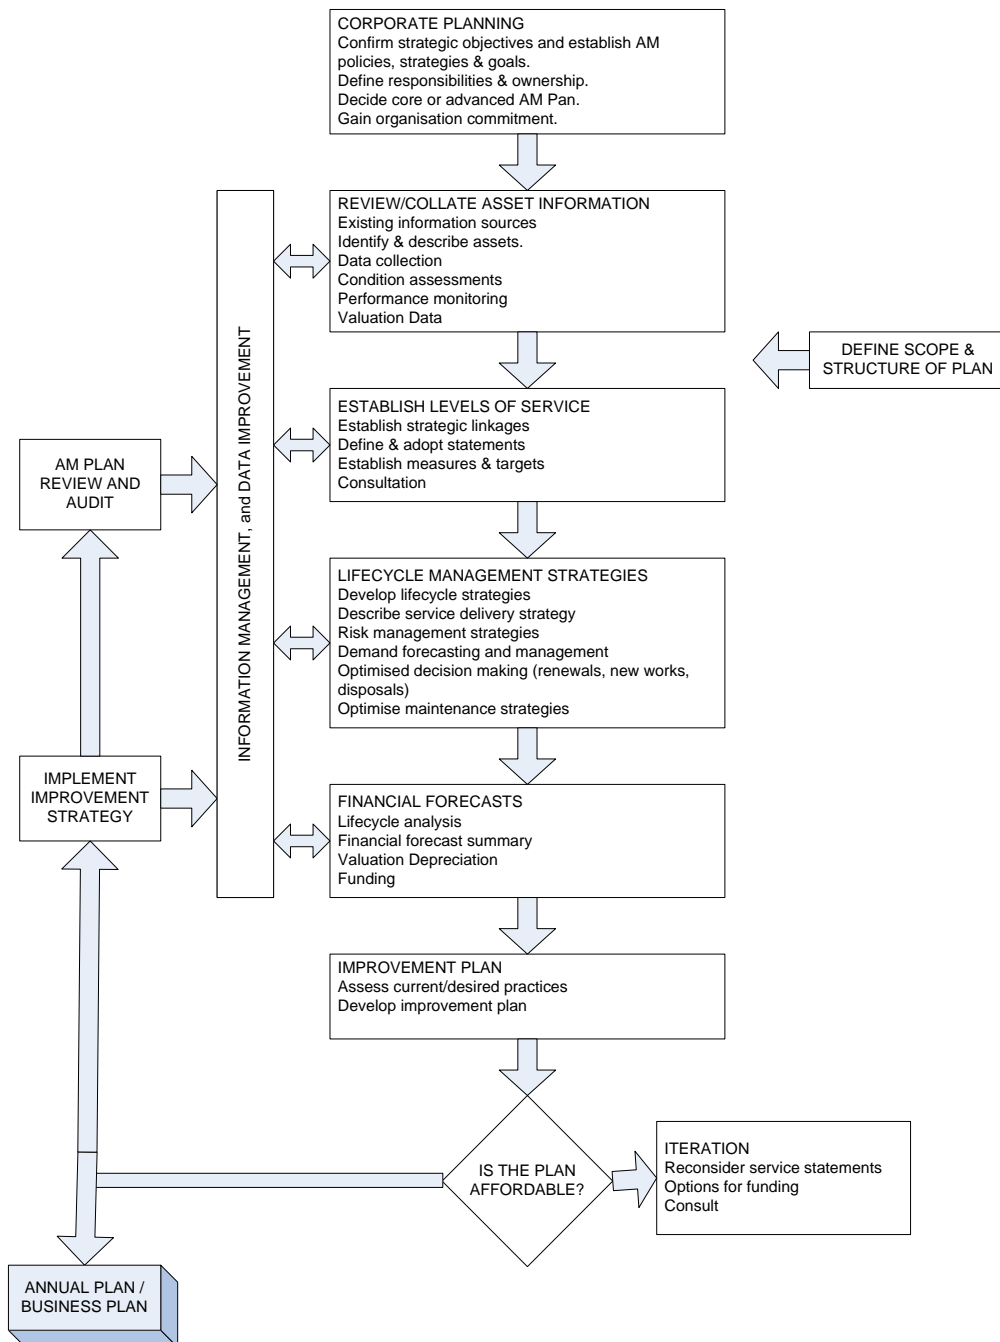 CORPORATE PLANNING
Confirm strategic objectives and establish AM
policies, strategies & goals.
Define responsibilities & ownership.
Decide core or advanced AM Pan.
Gain organisation commitment.
REVIEW/COLLATE ASSET INFORMATION
Existing information sources
Identify & describe assets.
Data collection
Condition assessments
Performance monitoring
Valuation Data
DEFINE SCOPE &
STRUCTURE OF PLAN
INFORMATION MANAGEMENT, and DATA IMPROVEMENT
ESTABLISH LEVELS OF SERVICE
Establish strategic linkages
Define & adopt statements
Establish measures & targets
Consultation
AM PLAN
REVIEW AND
AUDIT
LIFECYCLE MANAGEMENT STRATEGIES
Develop lifecycle strategies
Describe service delivery strategy
Risk management strategies
Demand forecasting and management
Optimised decision making (renewals, new works,
disposals)
Optimise maintenance strategies
IMPLEMENT
IMPROVEMENT
STRATEGY
FINANCIAL FORECASTS
Lifecycle analysis
Financial forecast summary
Valuation Depreciation
Funding
IMPROVEMENT PLAN
Assess current/desired practices
Develop improvement plan
IS THE PLAN
AFFORDABLE?
ITERATION
Reconsider service statements
Options for funding
Consult
ANNUAL PLAN /
BUSINESS PLAN